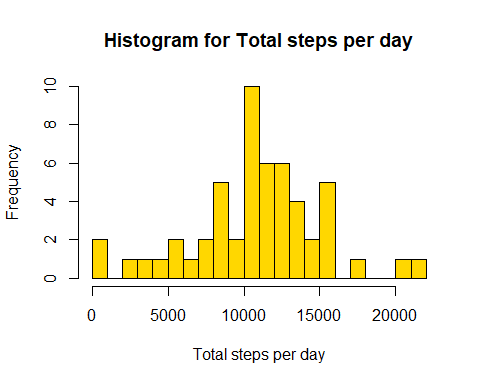 Histogram for Total steps per day
Frequency
10
8
6
4
2
0
0 5000 10000 15000 20000
Total steps per day